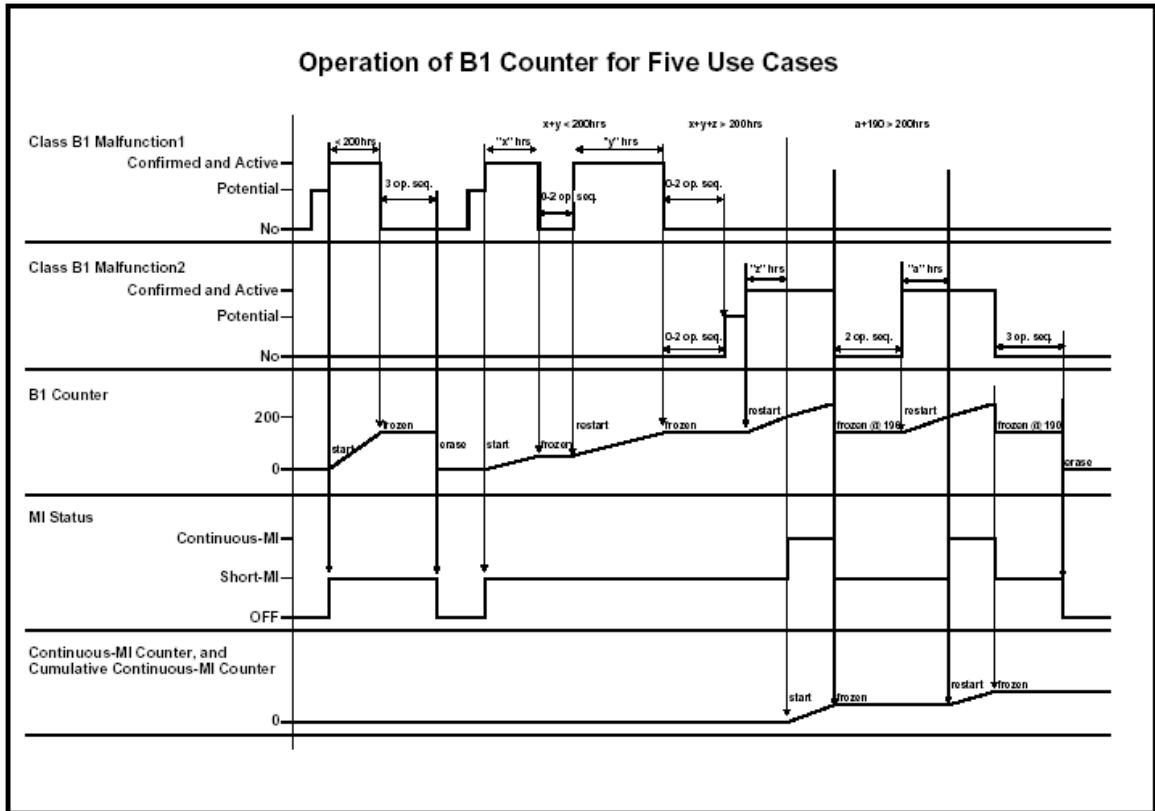 Operation of B1 Counter for Five Use Cases
x+y < 200hrs
x+y+z > 200hrs
a+190 > 200hrs
Class B1 Malfunction1
< 200hrs
"x" hrs
"y" hrs
Confirmed and Active
3 op. seq.
0-2 op. seq.
Potential
0-2 op. seq.
No
Class B1 Malfunction2
"z" hrs
"a" hrs
Confirmed and Active
Potential
0-2 op. seq.
2 op. seq.
3 op. seq.
No
B1 Counter
200
restart
restart
restart
frozen
frozen
frozen @ 190
frozen @ 190
start
erase
start
frozen
erase
0
MI Status
Continuous-MI
Short-MI
OFF
Continuous-MI Counter, and
Cumulative Continuous-MI Counter
start
frozen
restart
frozen
0